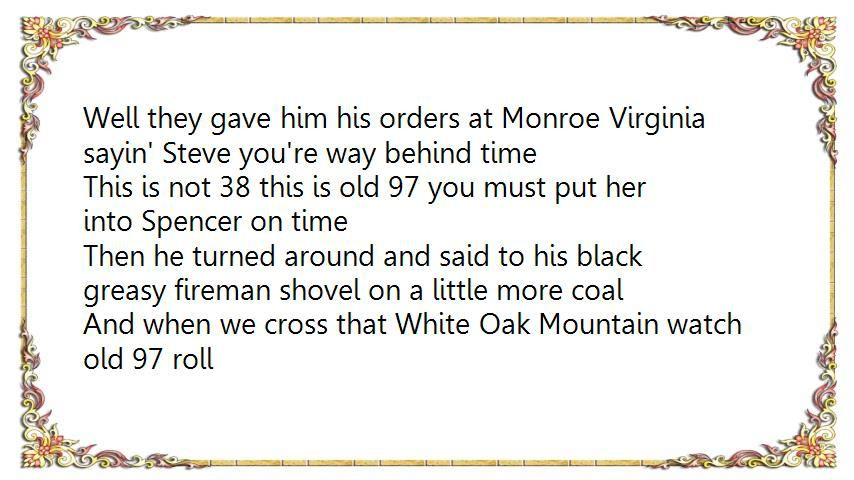 Well they gave him his orders at Monroe Virginia
sayin' Steve you're way behind time
This is not 38 this is old 97 you must put her
into Spencer on time
Then he turned around and said to his black
greasy fireman shovel on a little more coal
And when we cross that White Oak Mountain watch
old 97 roll